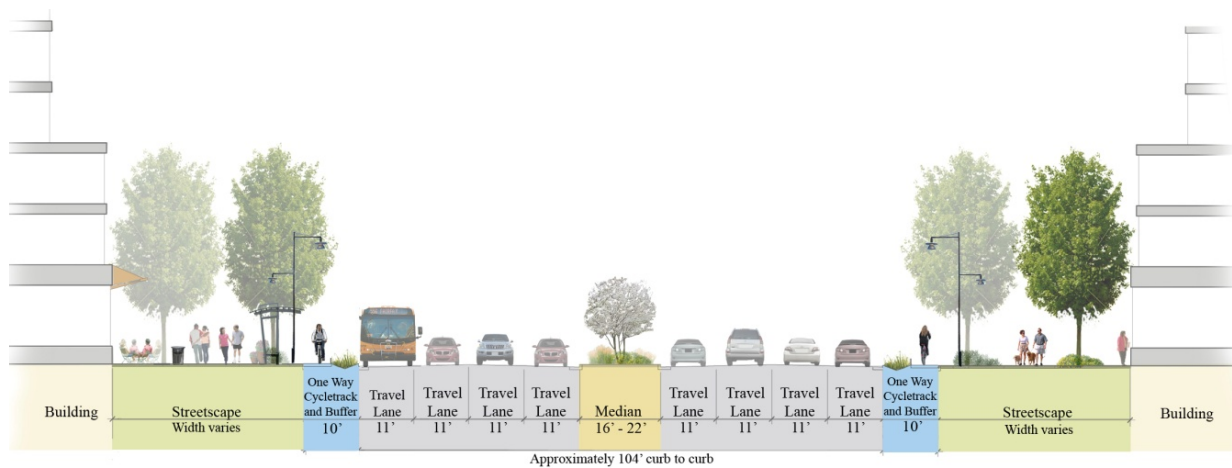 Building
Streetscape
Width varies
One Way
Cycletrack
and Buffer
10'
Travel
Lane
11'
Travel
Lane
11'
Travel
Lane
11'
Travel
Lane
11'
Median
16' - 22'
Travel
Lane
11'
Travel
Lane
11'
Travel
Lane
11'
Travel
Lane
11'
One Way
Cycletrack
and Buffer
10'
Streetscape
Width varies
Building
Approximately 104' curb to curb